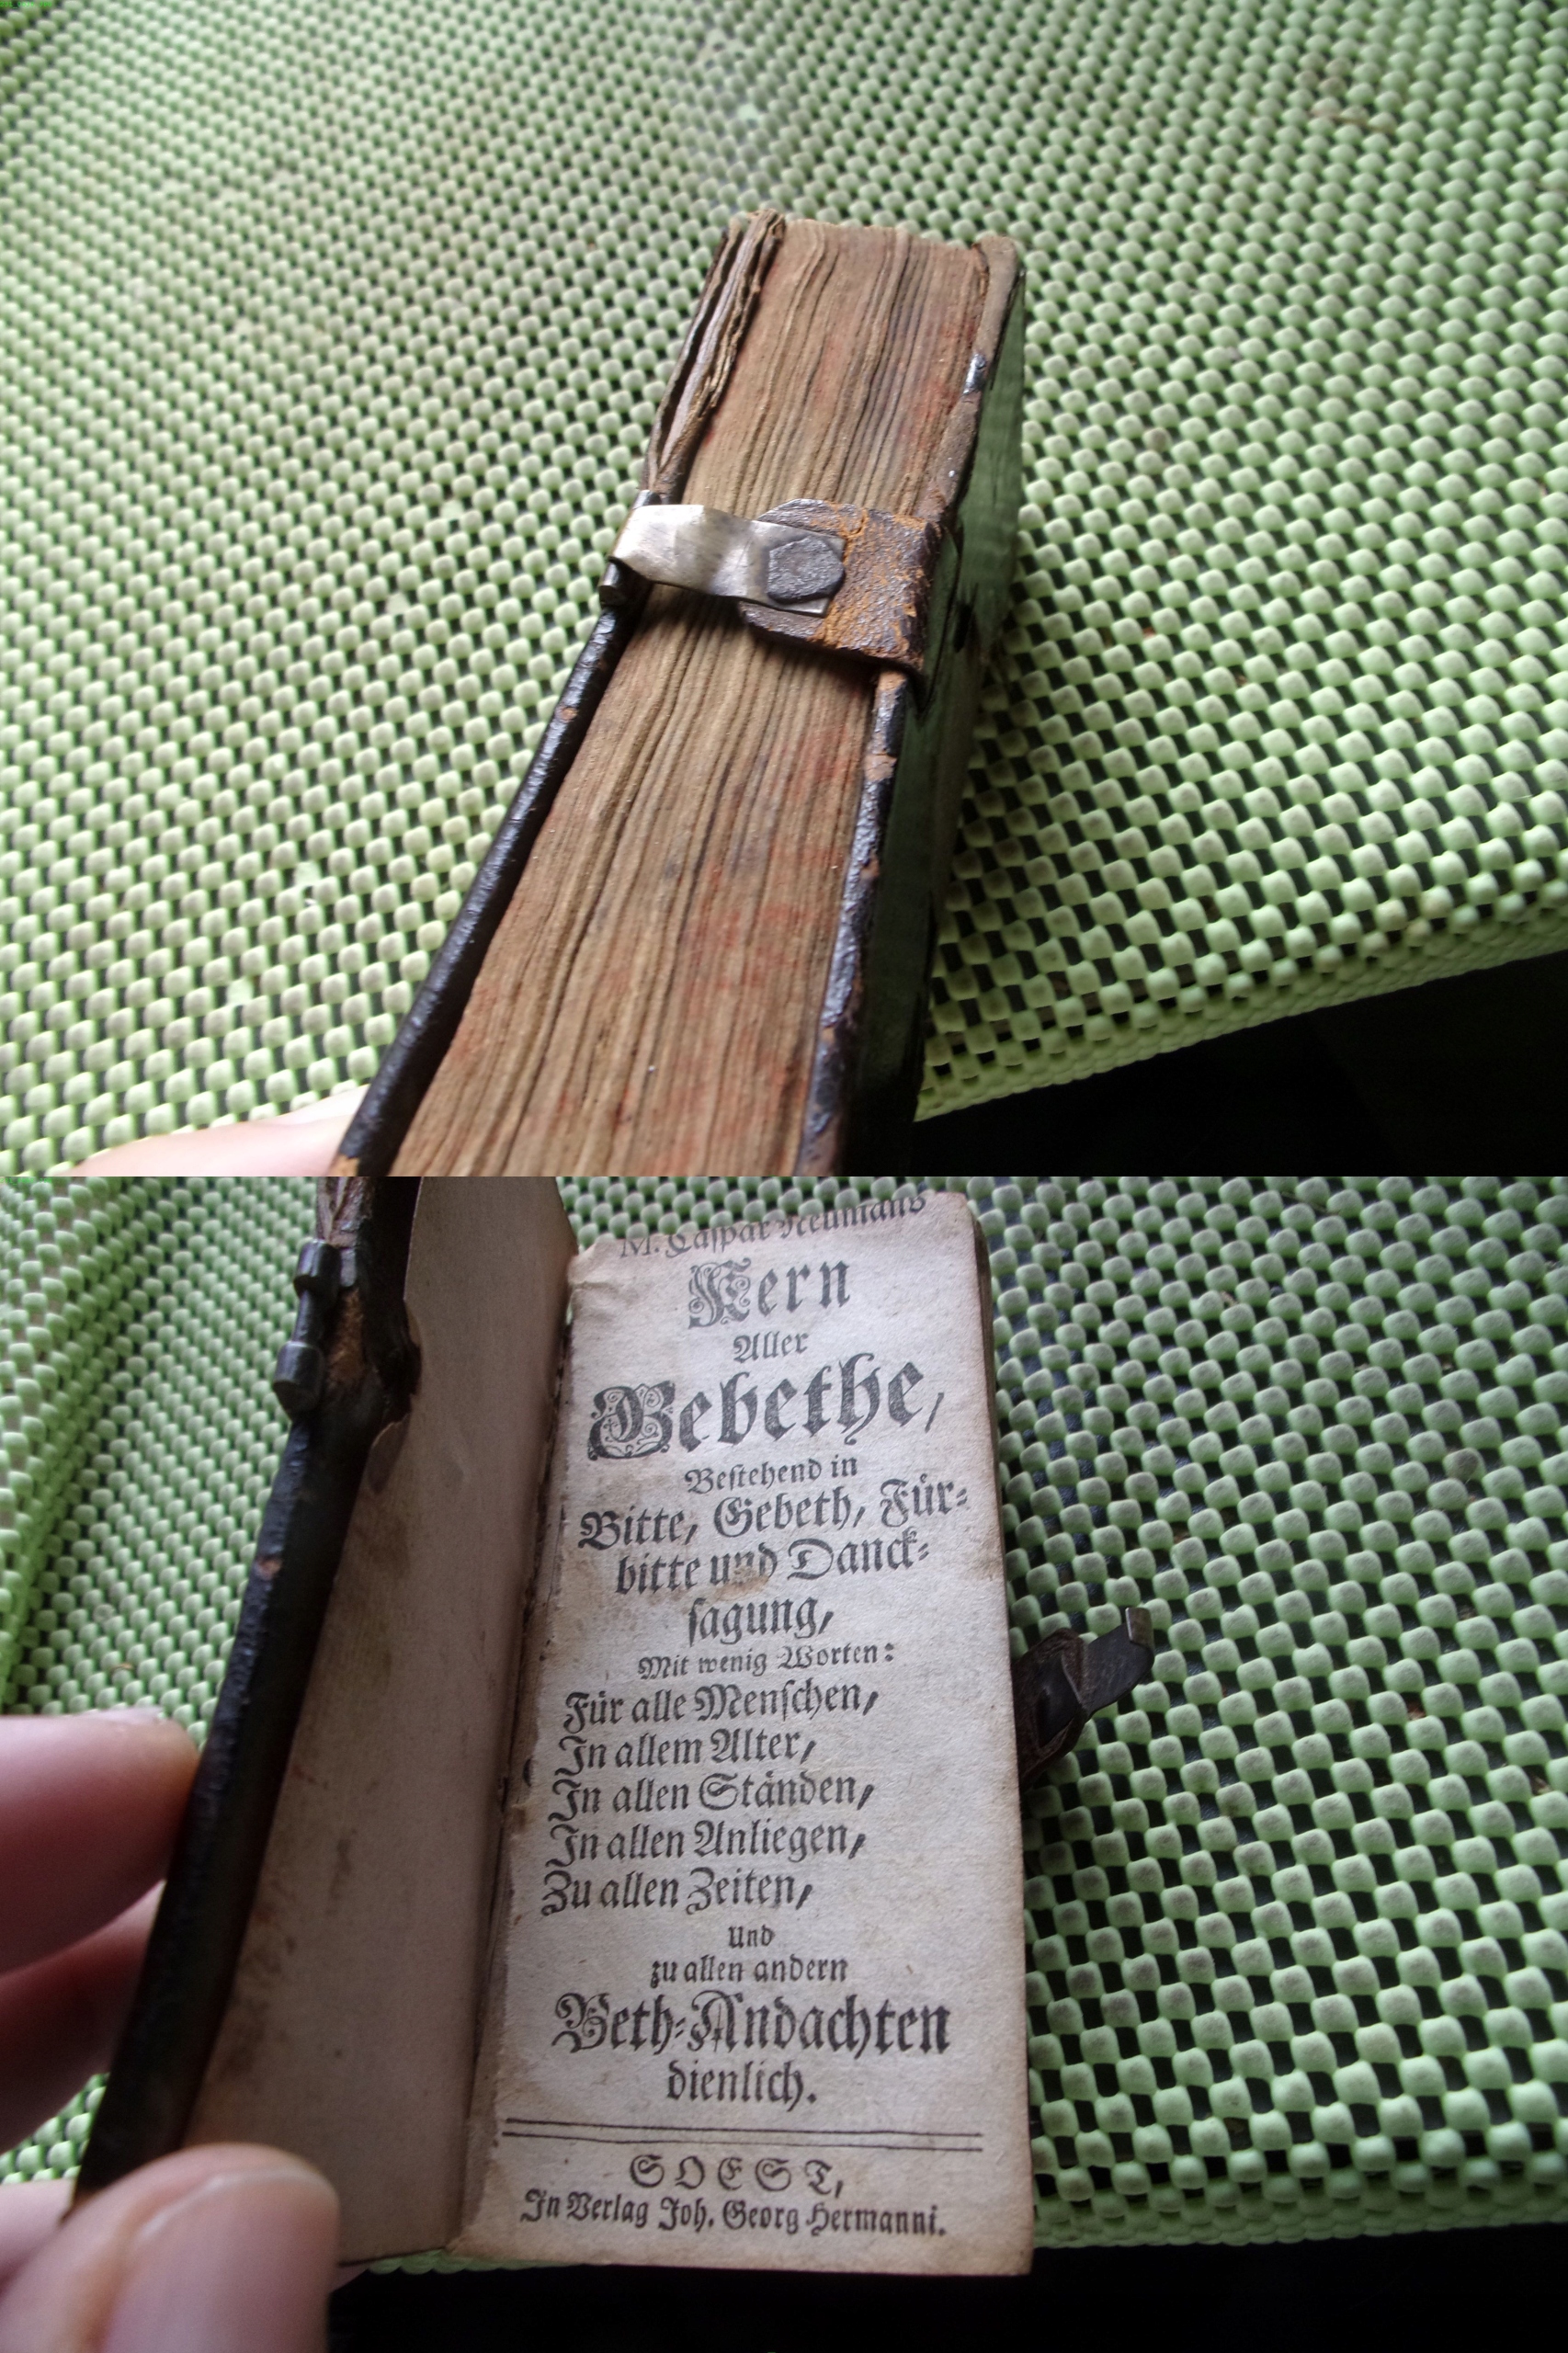 M. Caspar Neumans
Kern
Aller
Gebethe,
Bestehend in
Bitte, Gebeth, Für-
bitte und Danck-
sagung,
Mit wenig Worten:
Für alle Menschen,
In allem Alter,
In allen Ständen,
In allen Anliegen,
Zu allen Zeiten,
Und
zu allen andern
Beth-Andachten
dienlich.
SOEST,
In Verlag Joh. Georg Hermanni.